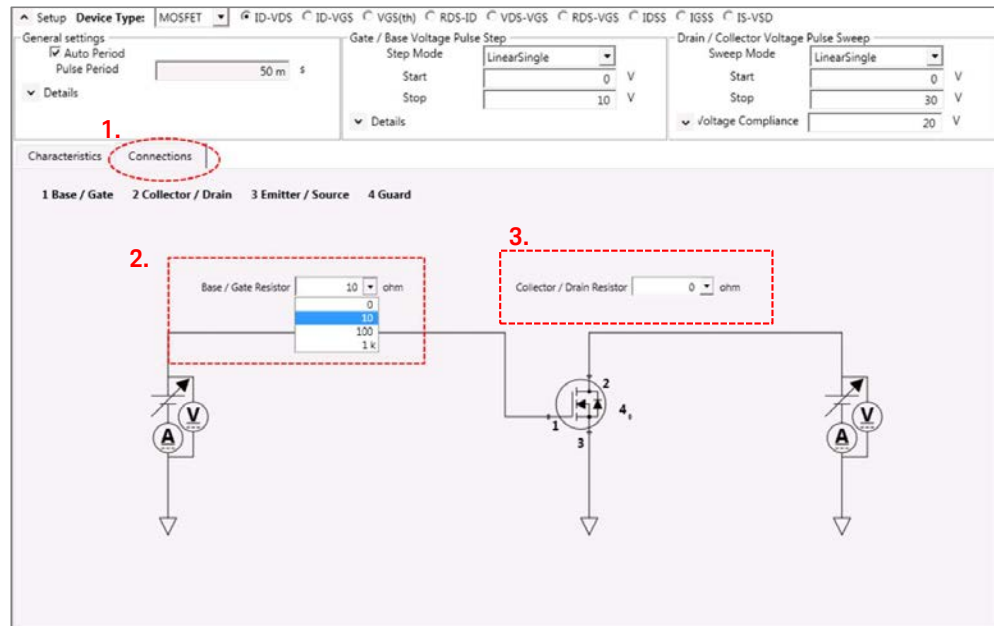 Setup Device Type: MOSFET ID-VDS ID-VGS VGS(th) RDS-ID VDS-VGS RDS-VGS IDSS IGSS IS-VSD
General settings
Auto Period
Pulse Period 50 m s
Details
Gate / Base Voltage Pulse Step
Step Mode LinearSingle
Start 0 V
Stop 10 V
Details
Drain / Collector Voltage Pulse Sweep
Sweep Mode LinearSingle
Start 0 V
Stop 30 V
/oltage Compliance 20 V
1.
Characteristics Connections
1 Base / Gate 2 Collector / Drain 3 Emitter / Source 4 Guard
2.
Base / Gate Resistor 10 ohm
0
10
100
1 k
3.
Collector / Drain Resistor 0 ohm
V
A
1
2
3
4
V
A